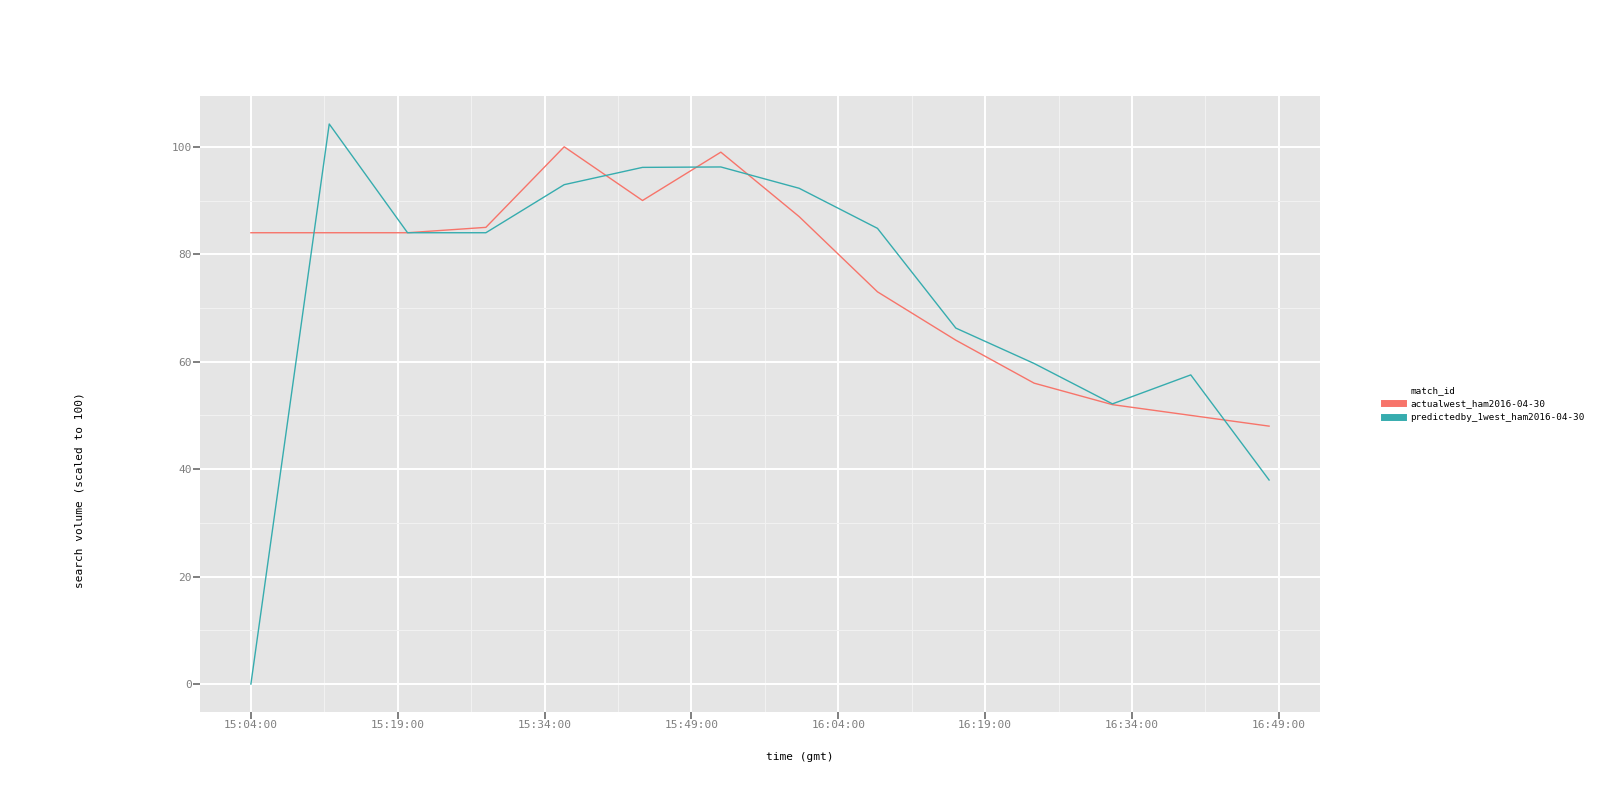 search volume (scaled to 100)
100
80
60
40
20
0
15:04:00 15:19:00 15:34:00 15:49:00 16:04:00 16:19:00 16:34:00 16:49:00
time (gmt)
match_id
actualwest_ham2016-04-30
predictedby_1west_ham2016-04-30